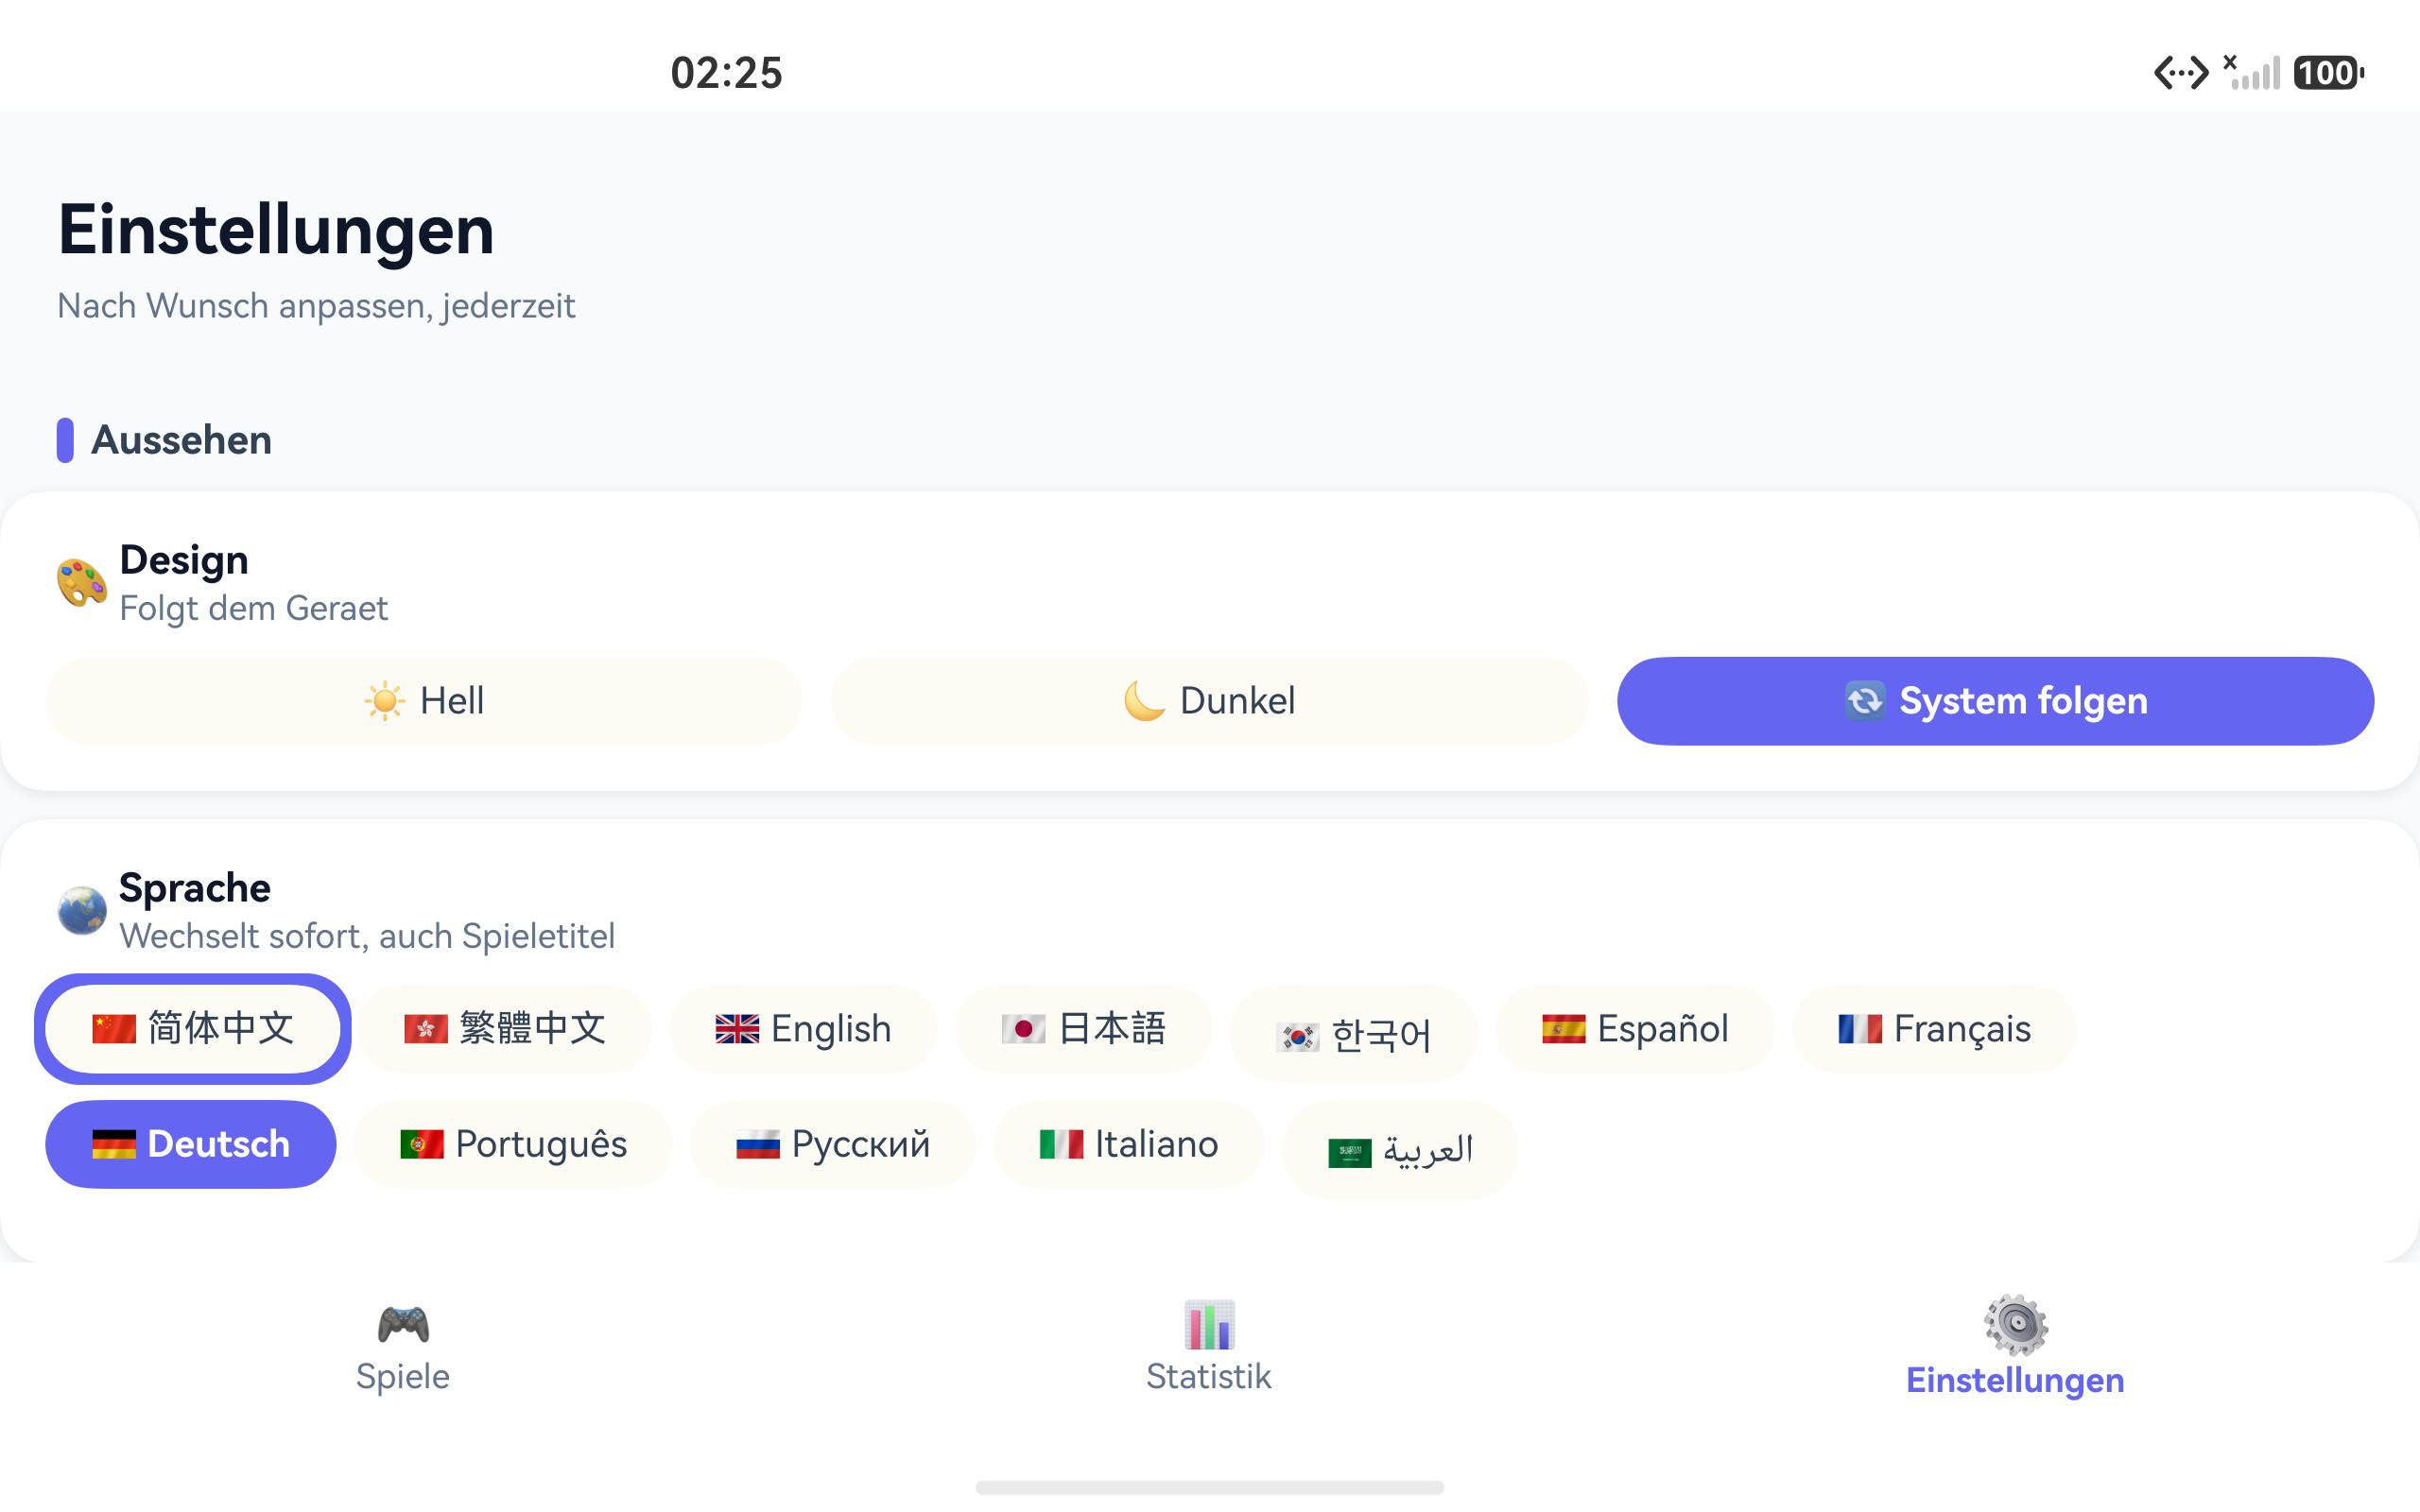 02:25
100
Einstellungen
Nach Wunsch anpassen, jederzeit
Aussehen
Design
Folgt dem Geraet
Hell
Dunkel
System folgen
Sprache
Wechselt sofort, auch Spieletitel
简体中文
繁體中文
English
日本語
한국어
Español
Français
Deutsch
Português
Русский
Italiano
العربية
Spiele
Statistik
Einstellungen